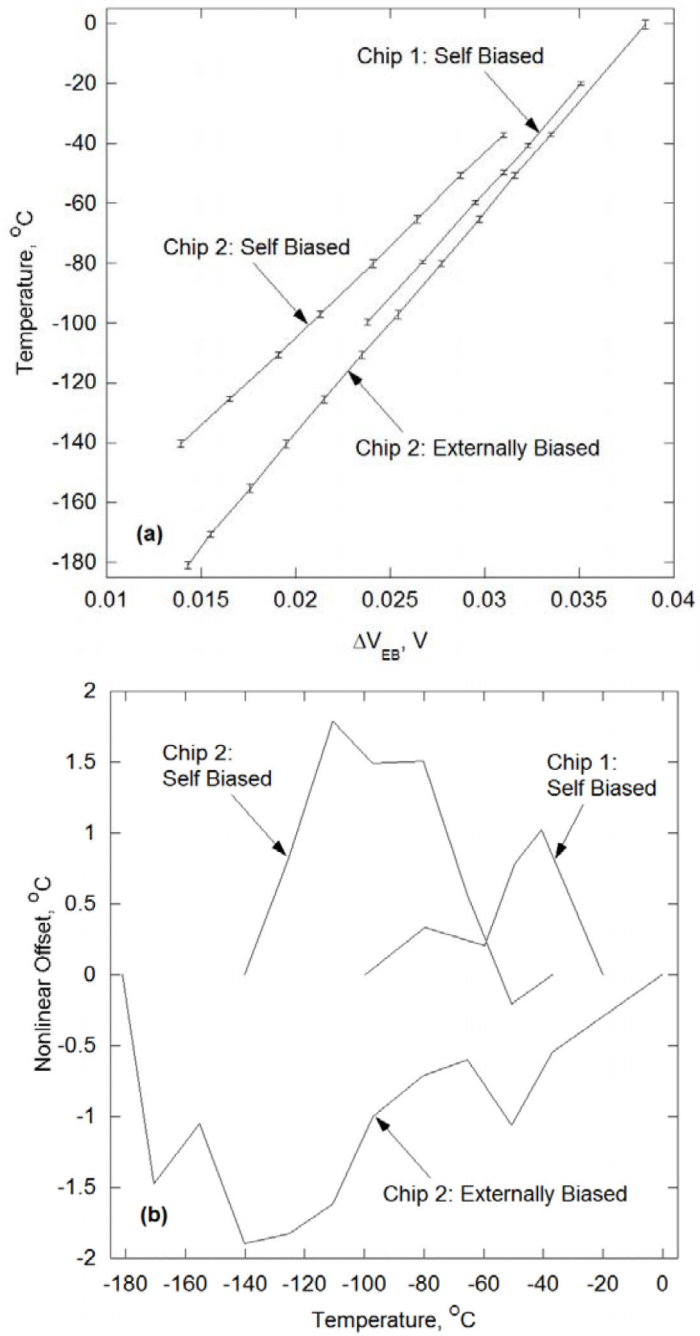 0
-20
-40
-60
-80
-100
-120
-140
-160
-180
Temperature, °C
Chip 1: Self Biased
Chip 2: Self Biased
Chip 2: Externally Biased
(a)
0.01 0.015 0.02 0.025 0.03 0.035 0.04
ΔV_EB, V
2
1.5
1
0.5
0
-0.5
-1
-1.5
-2
Nonlinear Offset, °C
Chip 2:
Self Biased
Chip 1:
Self Biased
Chip 2: Externally Biased
(b)
-180 -160 -140 -120 -100 -80 -60 -40 -20 0
Temperature, °C